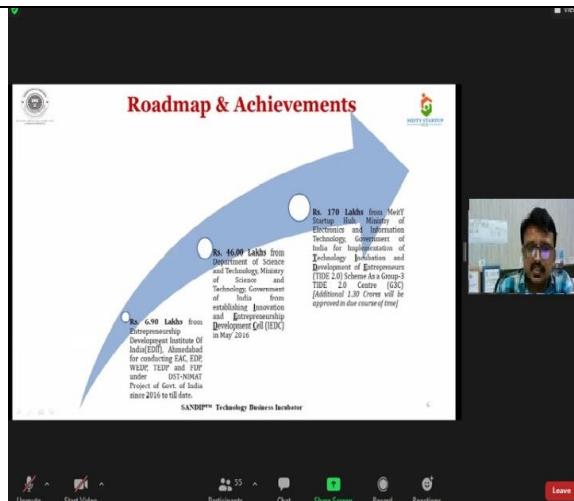 View
Roadmap & Achievements
MEITY STARTUP
Rs. 170 Lakhs from MeitY
Startup Hub, Ministry of
Electronics and Information
Technology, Government of
India for Implementation of
Technology Incubation and
Development of Entrepreneurs
(TIDE 2.0) Scheme As a Group-3
TIDE 2.0 Centre (G3C)
[Additional 1.30 Crores will be
approved in due course of time]
Rs. 46.00 Lakhs from
Department of Science
and Technology, Ministry
of Science and
Technology, Government
of India from
establishing Innovation
and Entrepreneurship
Development Cell (IEDC)
in May' 2016
Rs. 6.90 Lakhs from
Entrepreneurship
Development Institute Of
India(EDII), Ahmedabad
for conducting EAC, EDP,
WEDP, TEDP and FDP
under DST-NIMAT
Project of Govt. of India
since 2016 to till date.
SANDIP™ Technology Business Incubator
55
Unmute
Start Video
Participants
Chat
Share Screen
Record
Reactions
Leave